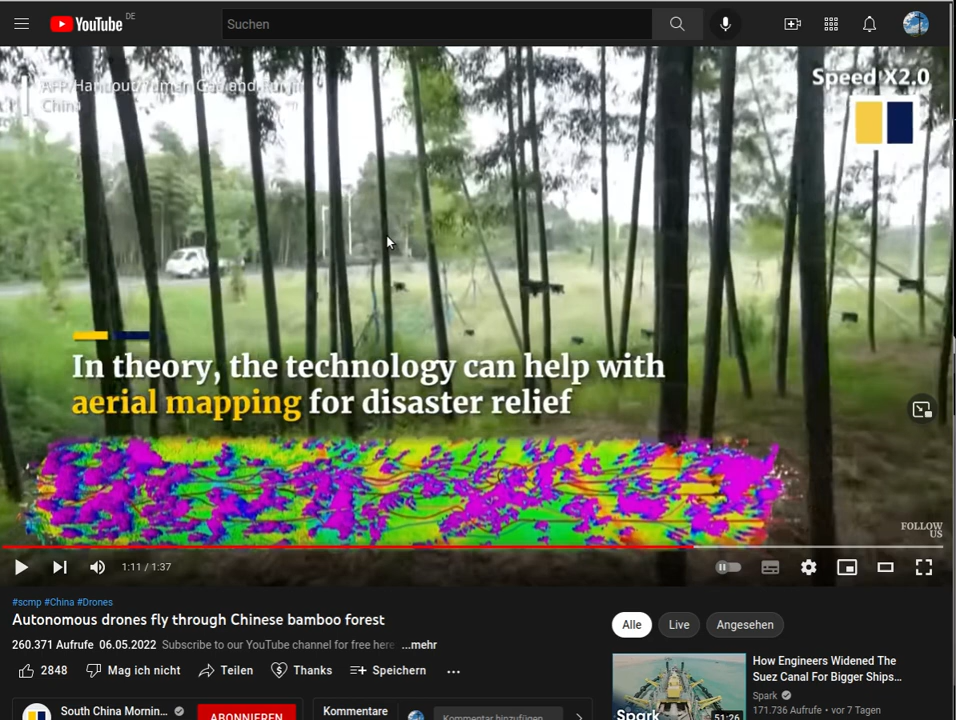 YouTube DE
Suchen
Speed X2.0
China
In theory, the technology can help with
aerial mapping for disaster relief
FOLLOW
US
1:11 / 1:37
#scmp #China #Drones
Autonomous drones fly through Chinese bamboo forest
260.371 Aufrufe 06.05.2022 Subscribe to our YouTube channel for free here ...mehr
2848 Mag ich nicht Teilen Thanks Speichern ...
South China Mornin...
ABONNIEREN
Kommentare
Kommentar hinzufügen
Alle Live Angesehen
How Engineers Widened The
Suez Canal For Bigger Ships...
Spark
171.736 Aufrufe • vor 7 Tagen
Spark
51:26